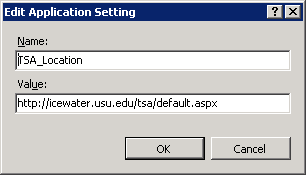 Edit Application Setting
Name:
TSA_Location
Value:
http://icewater.usu.edu/tsa/default.aspx
OK Cancel